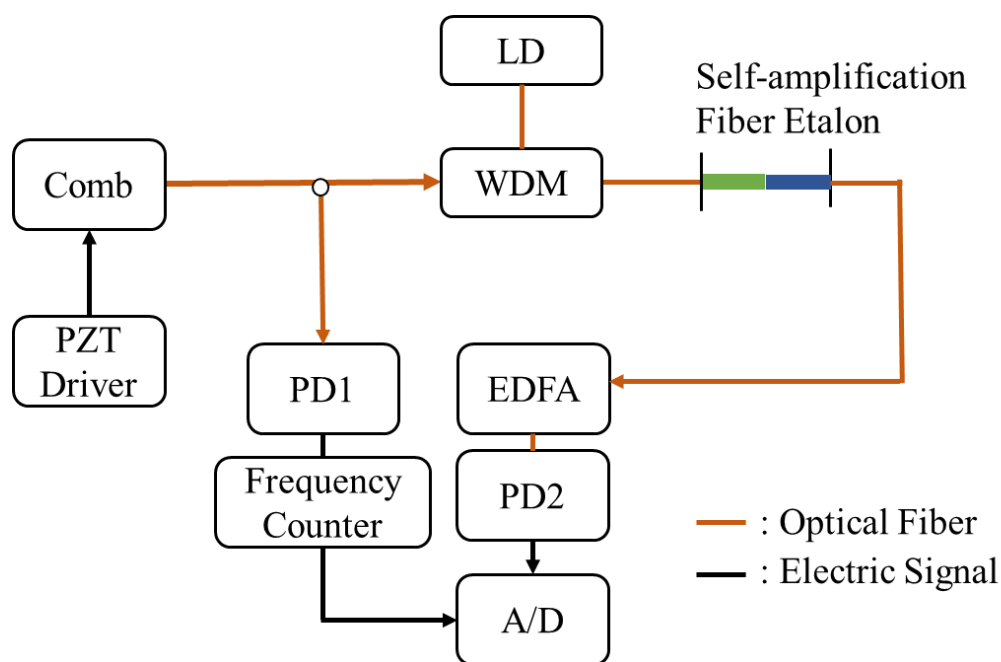 LD
Self-amplification
Fiber Etalon
Comb
WDM
PZT
Driver
PD1
EDFA
Frequency
Counter
PD2
A/D
: Optical Fiber
: Electric Signal